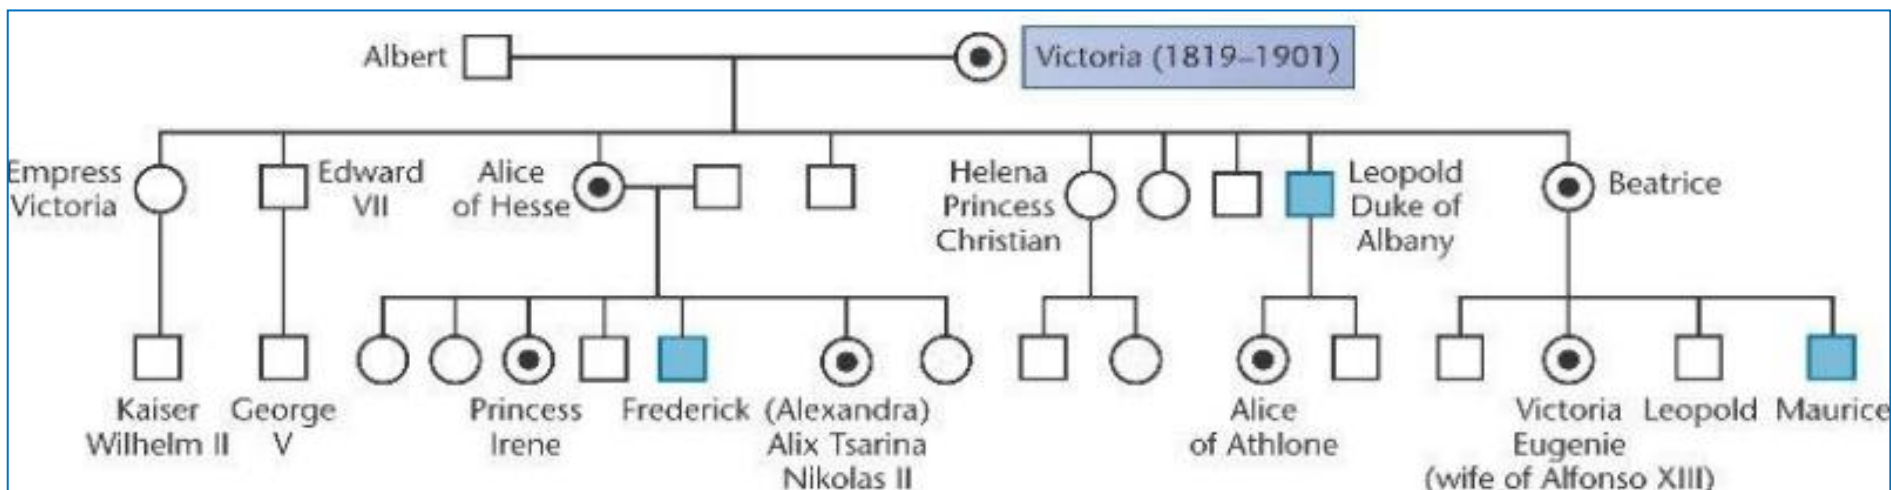 Albert
Victoria (1819–1901)
Empress
Victoria
Edward
VII
Alice
of Hesse
Helena
Princess
Christian
Leopold
Duke of
Albany
Beatrice
Kaiser
Wilhelm II
George
V
Princess
Irene
Frederick
(Alexandra)
Alix Tsarina
Nikolas II
Alice
of Athlone
Victoria
Eugenie
(wife of Alfonso XIII)
Leopold
Maurice